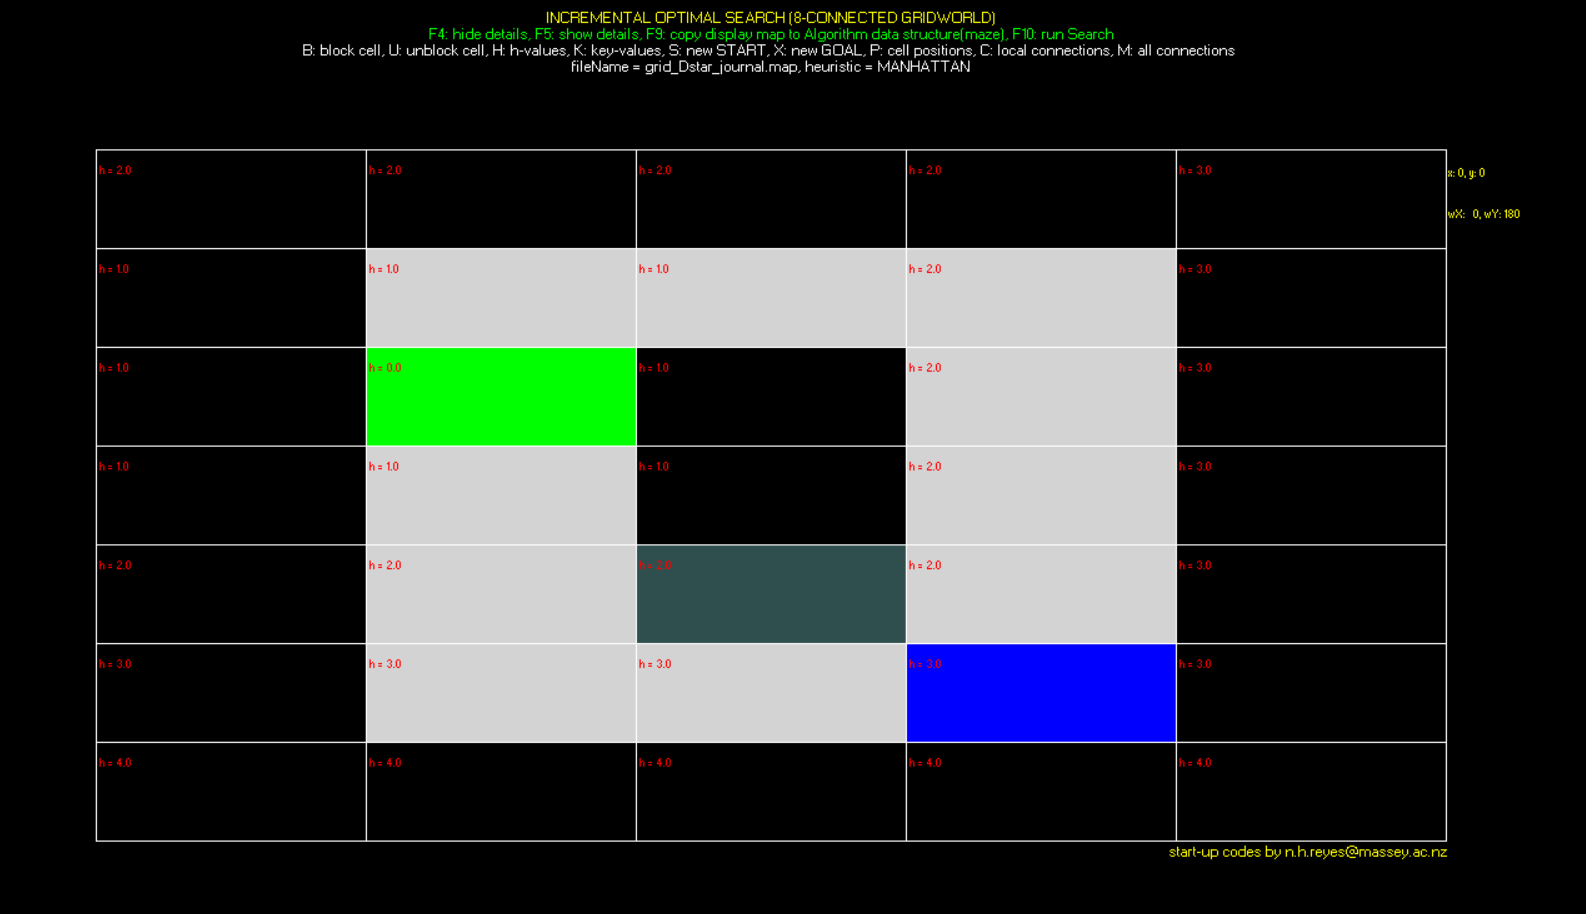 INCREMENTAL OPTIMAL SEARCH (8-CONNECTED GRIDWORLD)
F4: hide details, F5: show details, F9: copy display map to Algorithm data structure(maze), F10: run Search
B: block cell, U: unblock cell, H: h-values, K: key-values, S: new START, X: new GOAL, P: cell positions, C: local connections, M: all connections
fileName = grid_Dstar_journal.map, heuristic = MANHATTAN
h = 2.0 h = 2.0 h = 2.0 h = 2.0 h = 3.0
x: 0, y: 0
wX: 0, wY: 180
h = 1.0 h = 1.0 h = 1.0 h = 2.0 h = 3.0
h = 1.0 h = 0.0 h = 1.0 h = 2.0 h = 3.0
h = 1.0 h = 1.0 h = 1.0 h = 2.0 h = 3.0
h = 2.0 h = 2.0 h = 2.0 h = 2.0 h = 3.0
h = 3.0 h = 3.0 h = 3.0 h = 3.0 h = 3.0
h = 4.0 h = 4.0 h = 4.0 h = 4.0 h = 4.0
start-up codes by n.h.reyes@massey.ac.nz